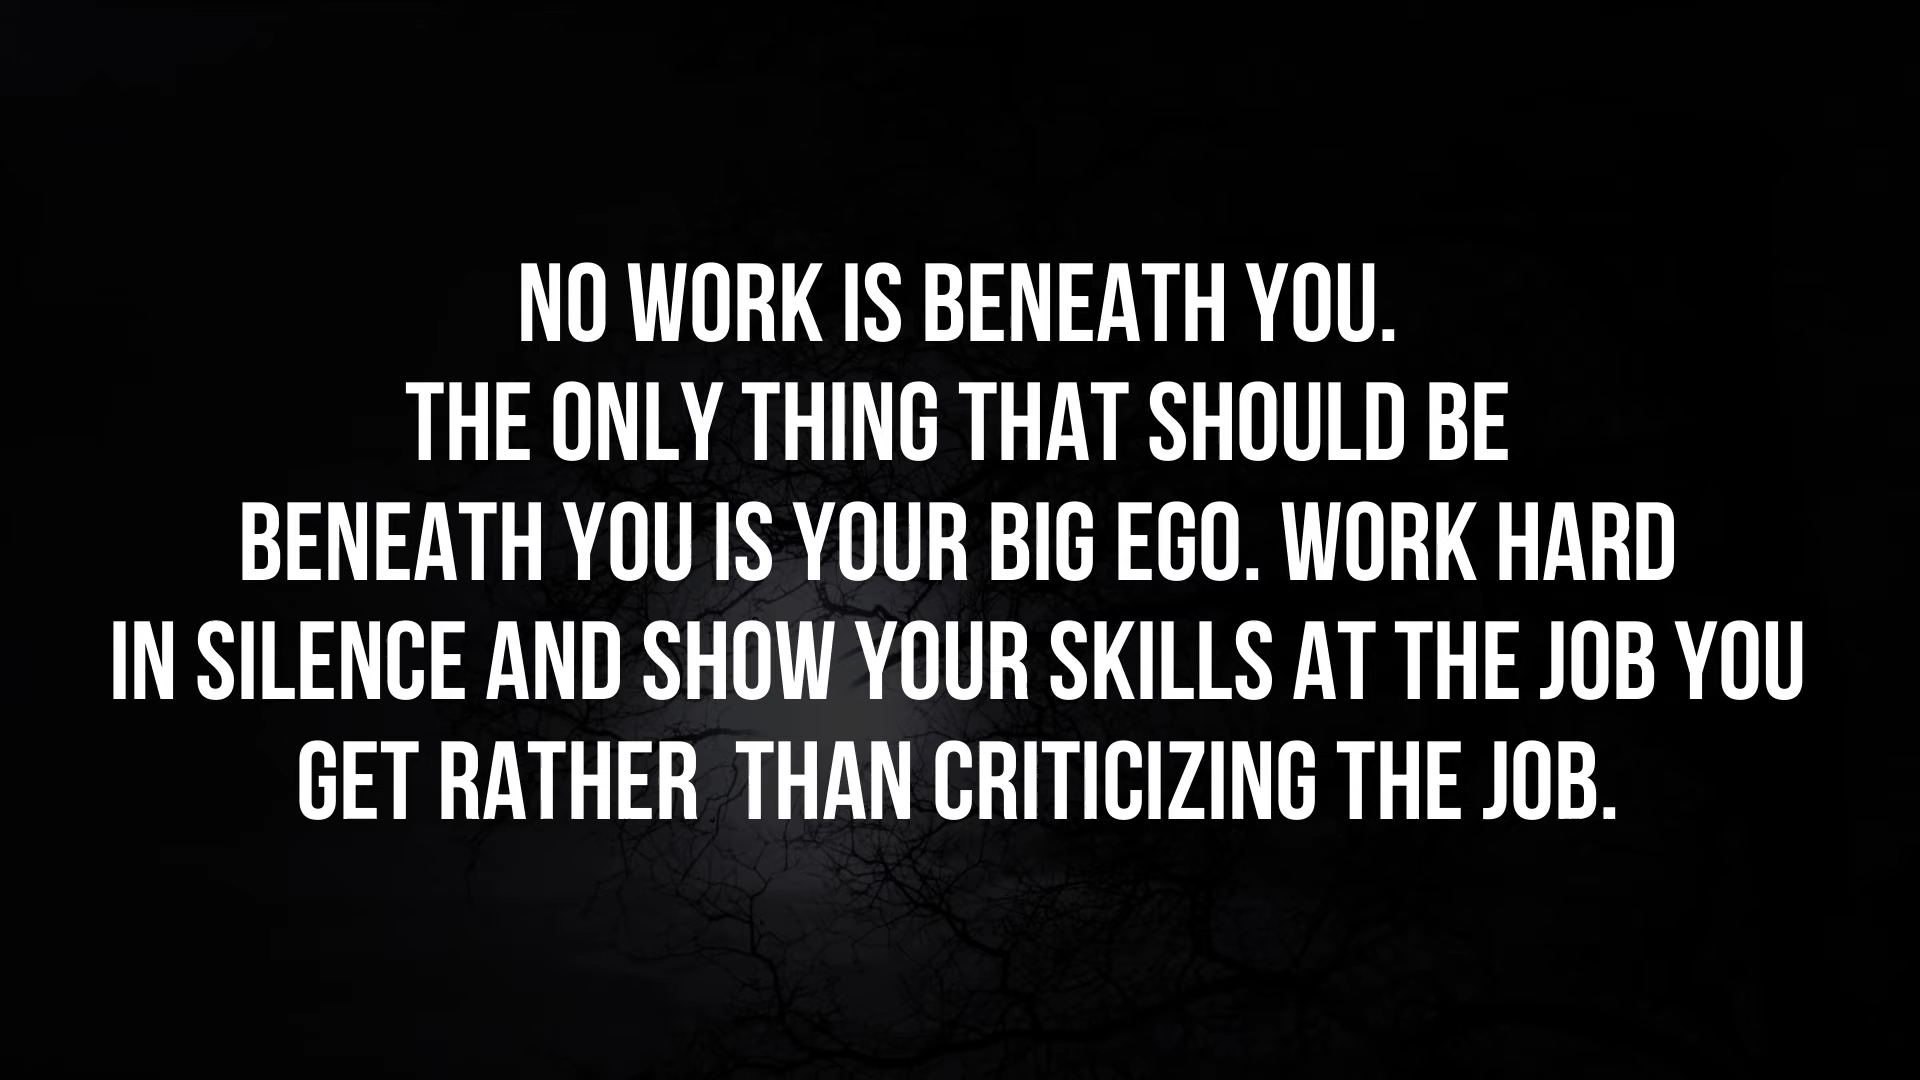 NO WORK IS BENEATH YOU.
THE ONLY THING THAT SHOULD BE
BENEATH YOU IS YOUR BIG EGO. WORK HARD
IN SILENCE AND SHOW YOUR SKILLS AT THE JOB YOU
GET RATHER  THAN CRITICIZING THE JOB.